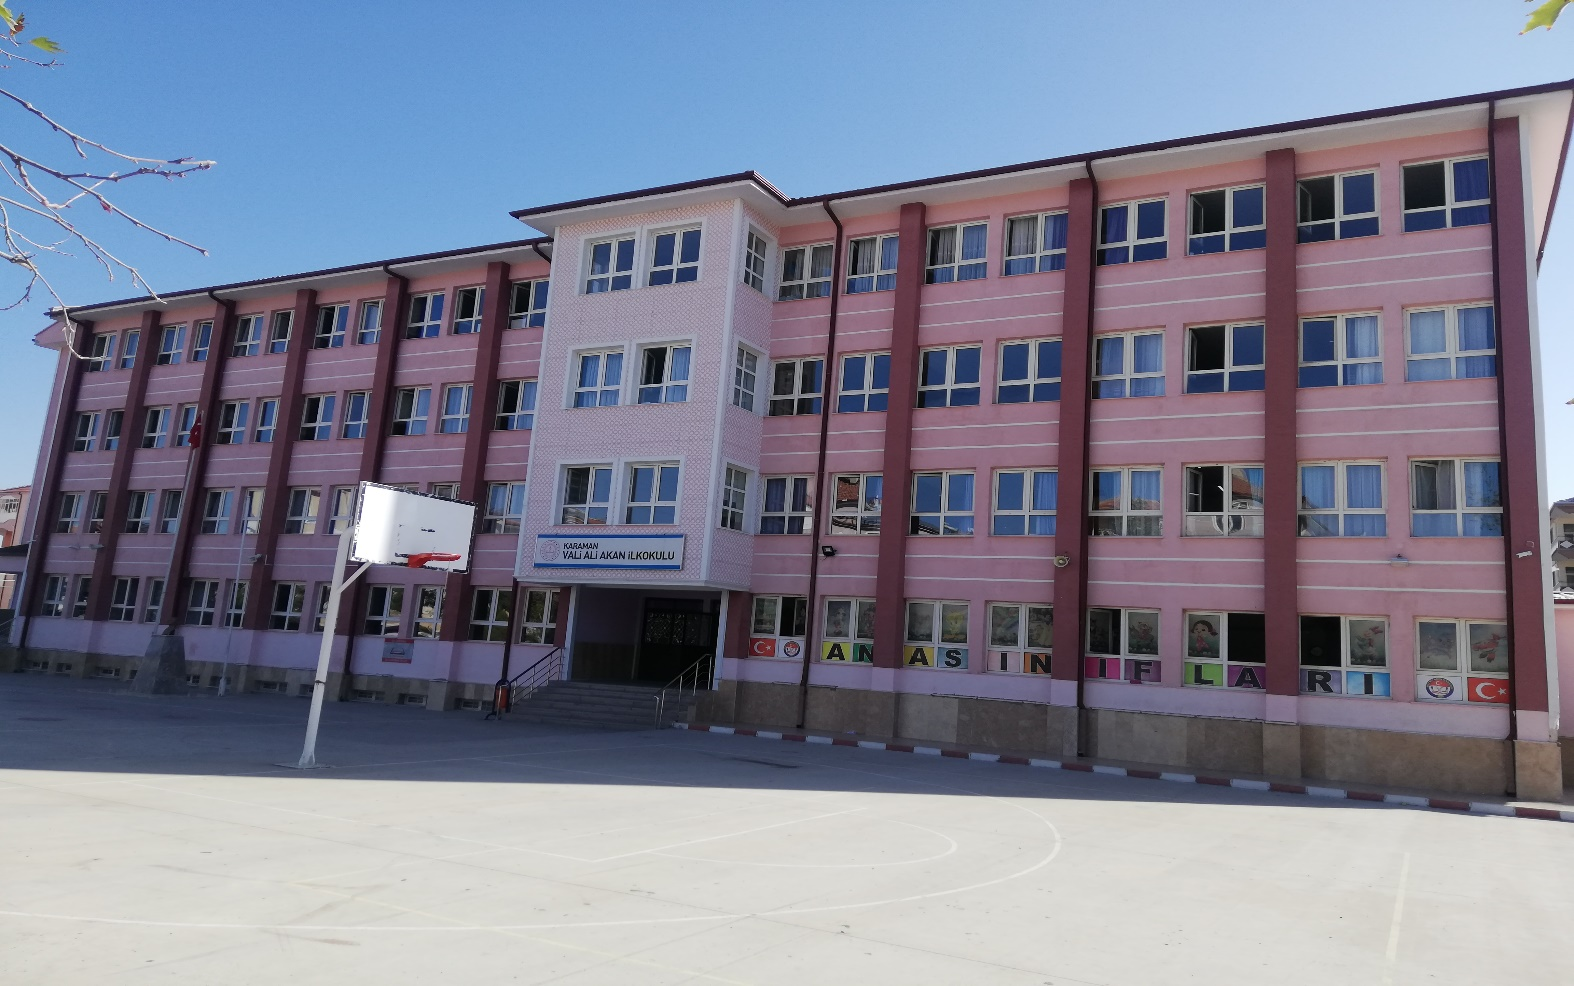 KARAMAN
VALİ ALİ AKAN İLKOKULU
ANASINIFLARI